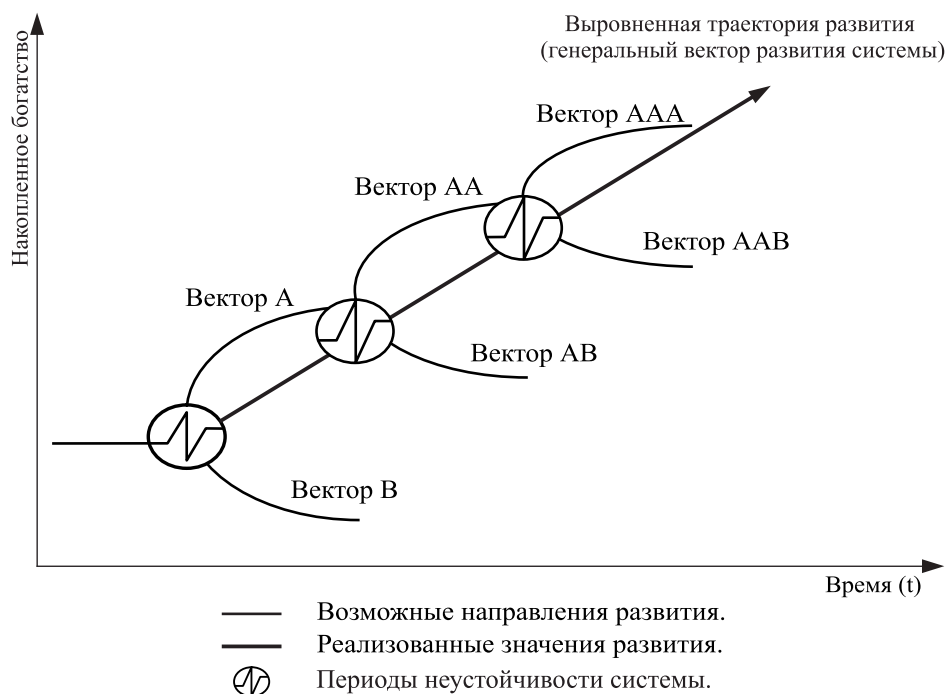 Выровненная траектория развития
(генеральный вектор развития системы)
Накопленное богатство
Вектор ААА
Вектор АА
Вектор ААВ
Вектор А
Вектор АВ
Вектор В
Время (t)
Возможные направления развития.
Реализованные значения развития.
Периоды неустойчивости системы.